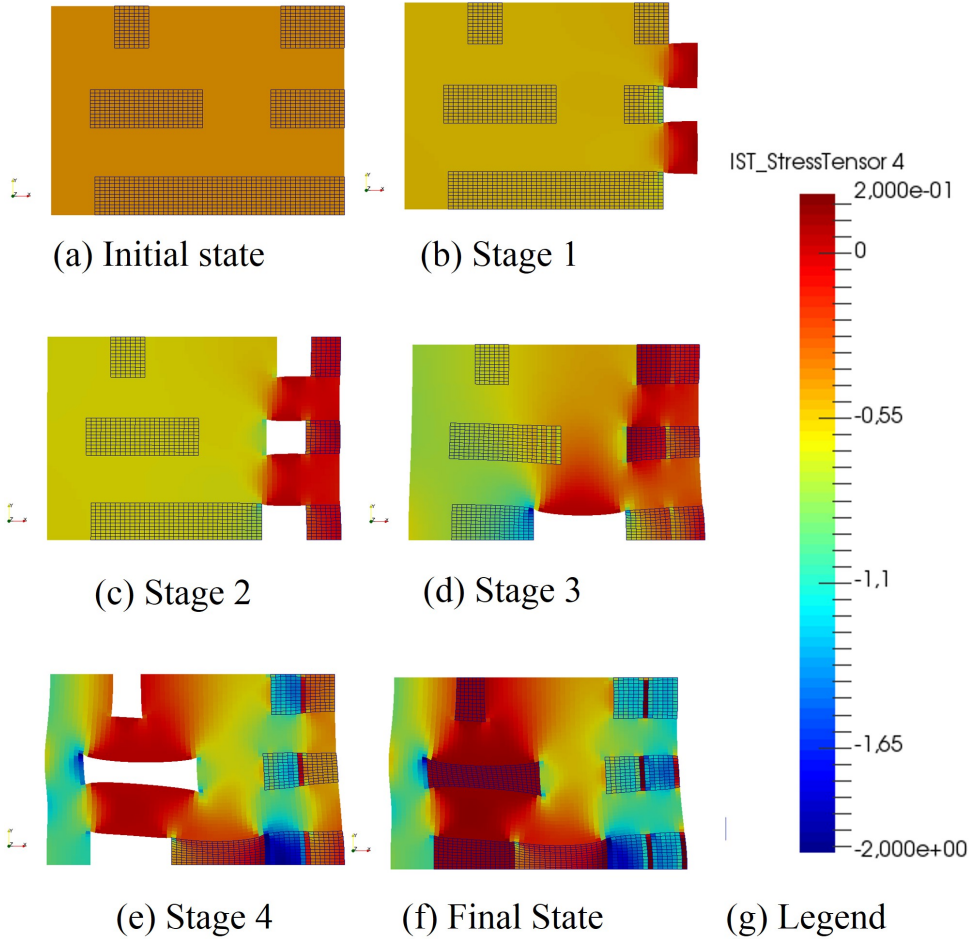 (a) Initial state
(b) Stage 1
IST_StressTensor 4
2,000e-01
0
-0,55
-1,1
-1,65
-2,000e+00
(c) Stage 2
(d) Stage 3
(e) Stage 4
(f) Final State
(g) Legend